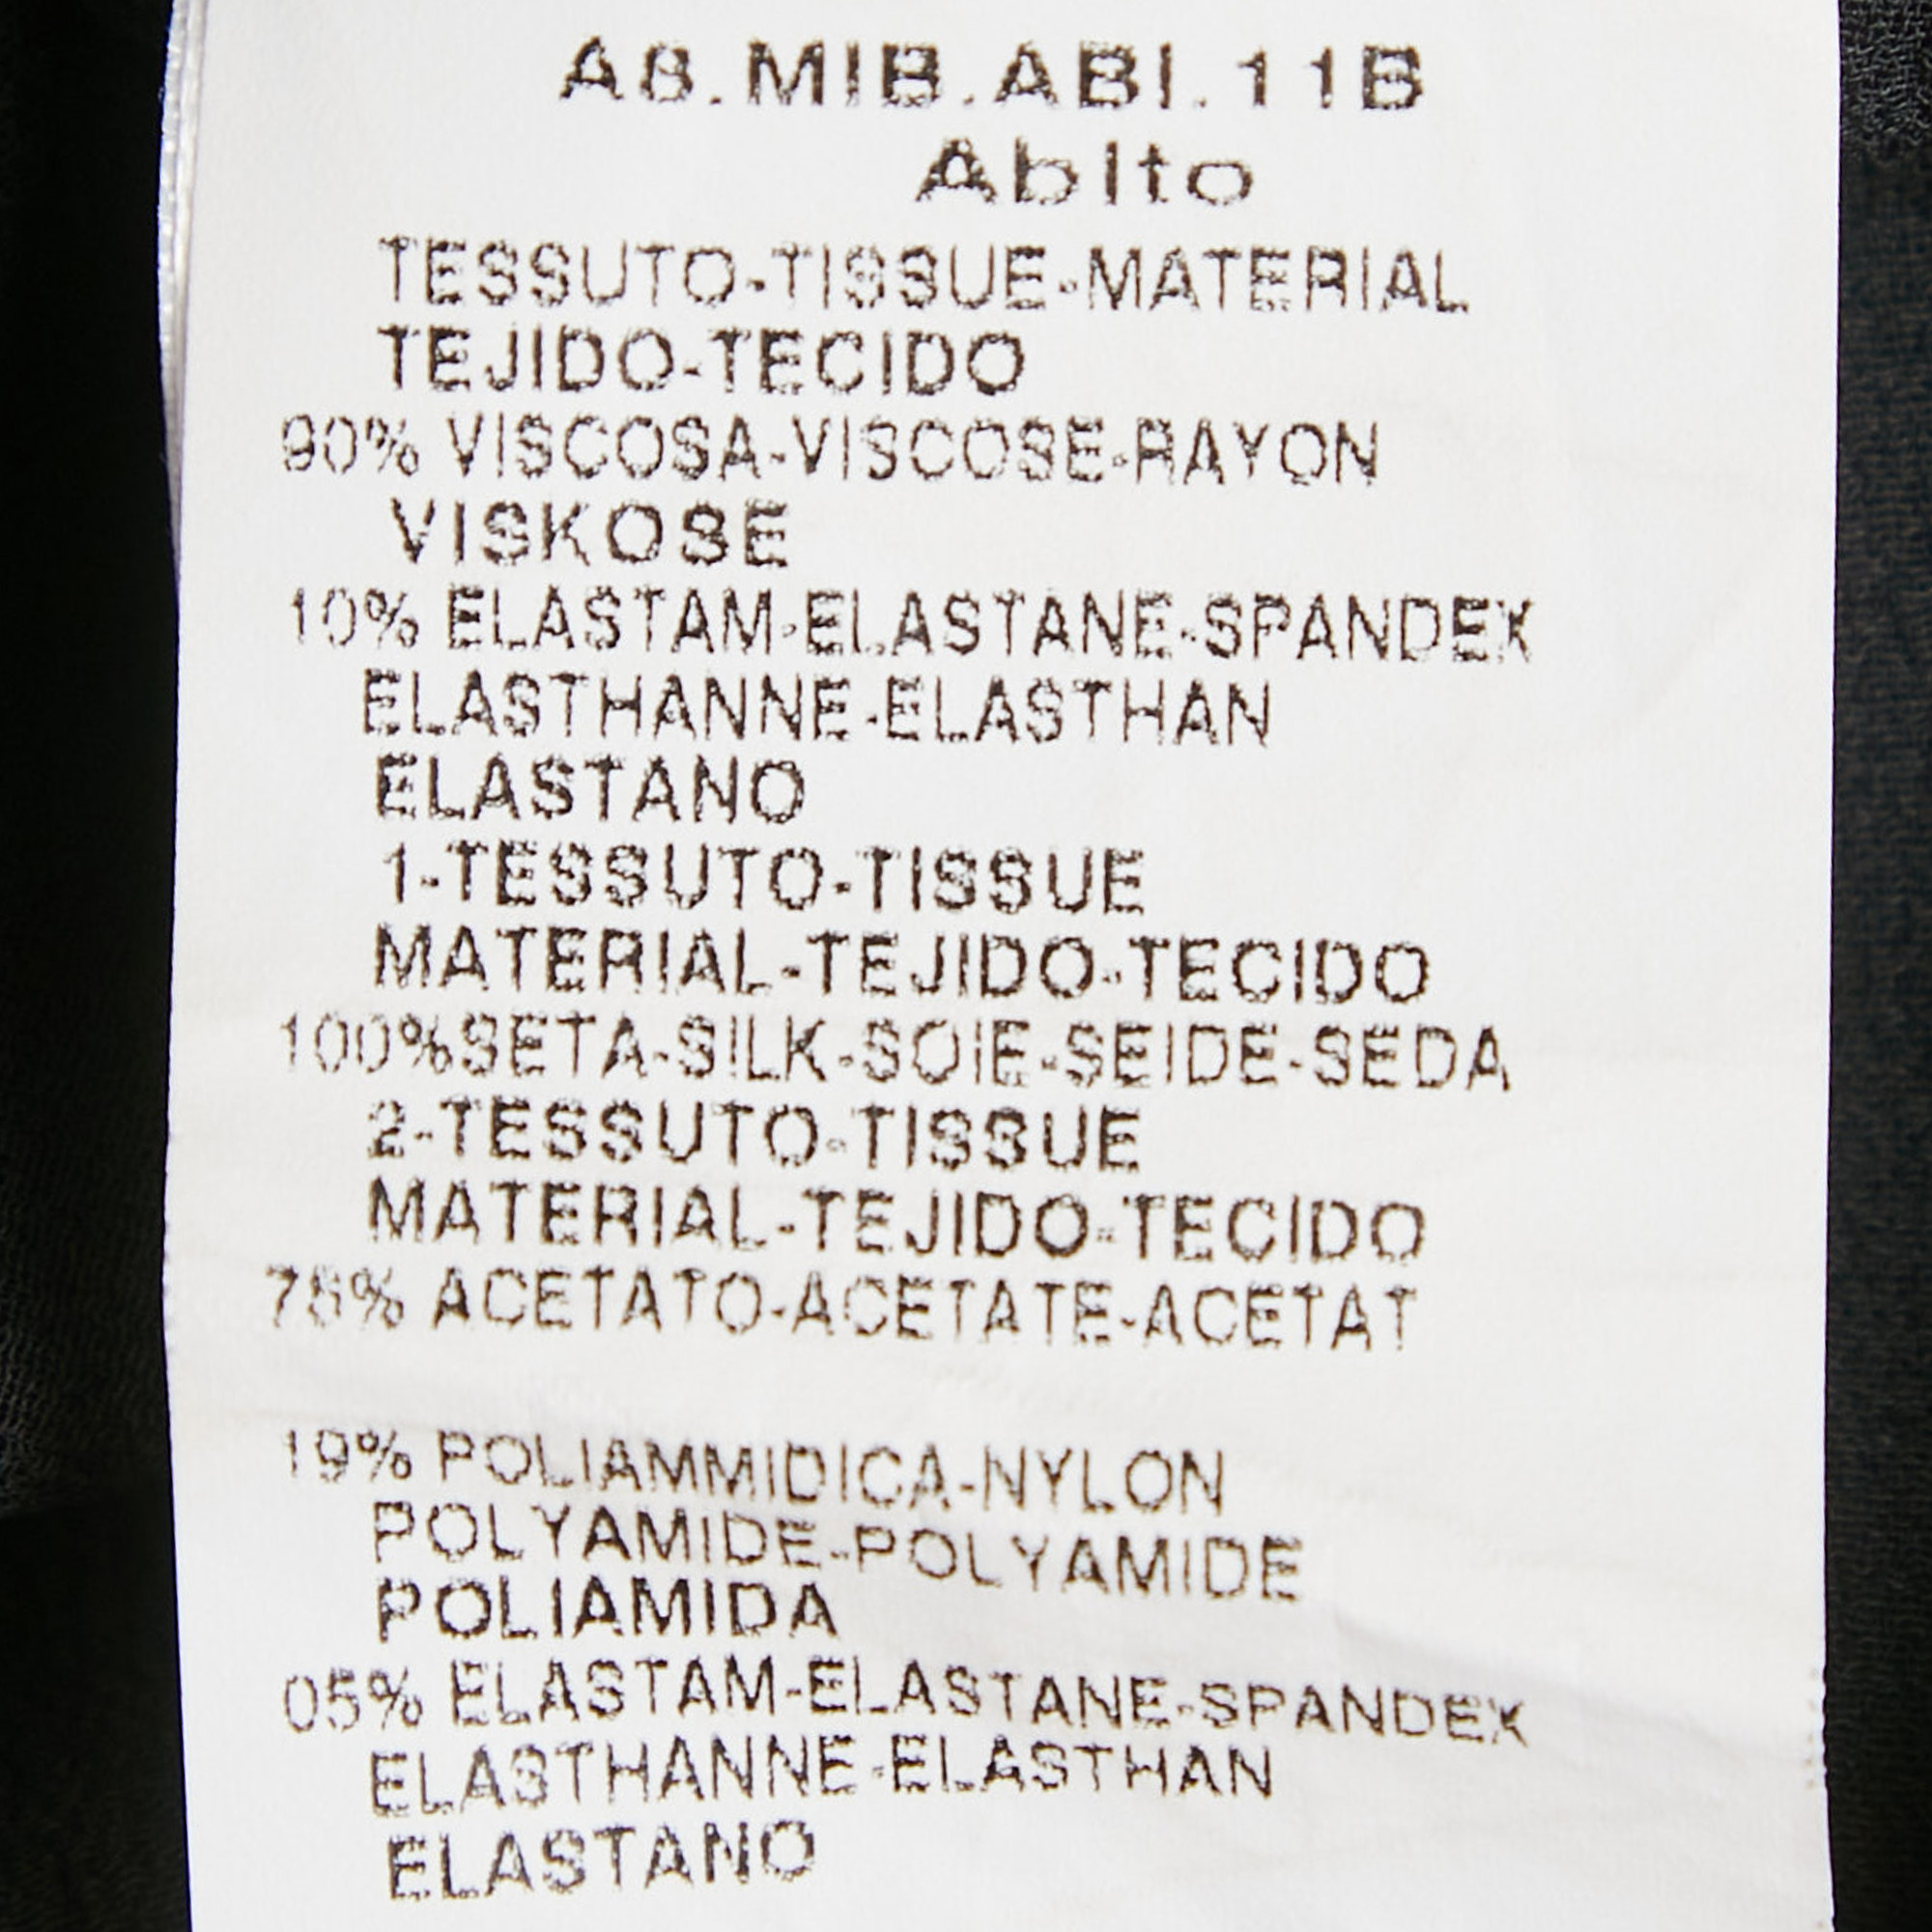 A8.MIB.ABI.11B
Abito
TESSUTO-TISSUE-MATERIAL
TEJIDO-TECIDO
90% VISCOSA-VISCOSE-RAYON
VISKOSE
10% ELASTAM-ELASTANE-SPANDEX
ELASTHANNE-ELASTHAN
ELASTANO
1-TESSUTO-TISSUE
MATERIAL-TEJIDO-TECIDO
100%SETA-SILK-SOIE-SEIDE-SEDA
2-TESSUTO-TISSUE
MATERIAL-TEJIDO-TECIDO
76% ACETATO-ACETATE-ACETAT
19% POLIAMMIDICA-NYLON
POLYAMIDE-POLYAMIDE
POLIAMIDA
05% ELASTAM-ELASTANE-SPANDEX
ELASTHANNE-ELASTHAN
ELASTANO